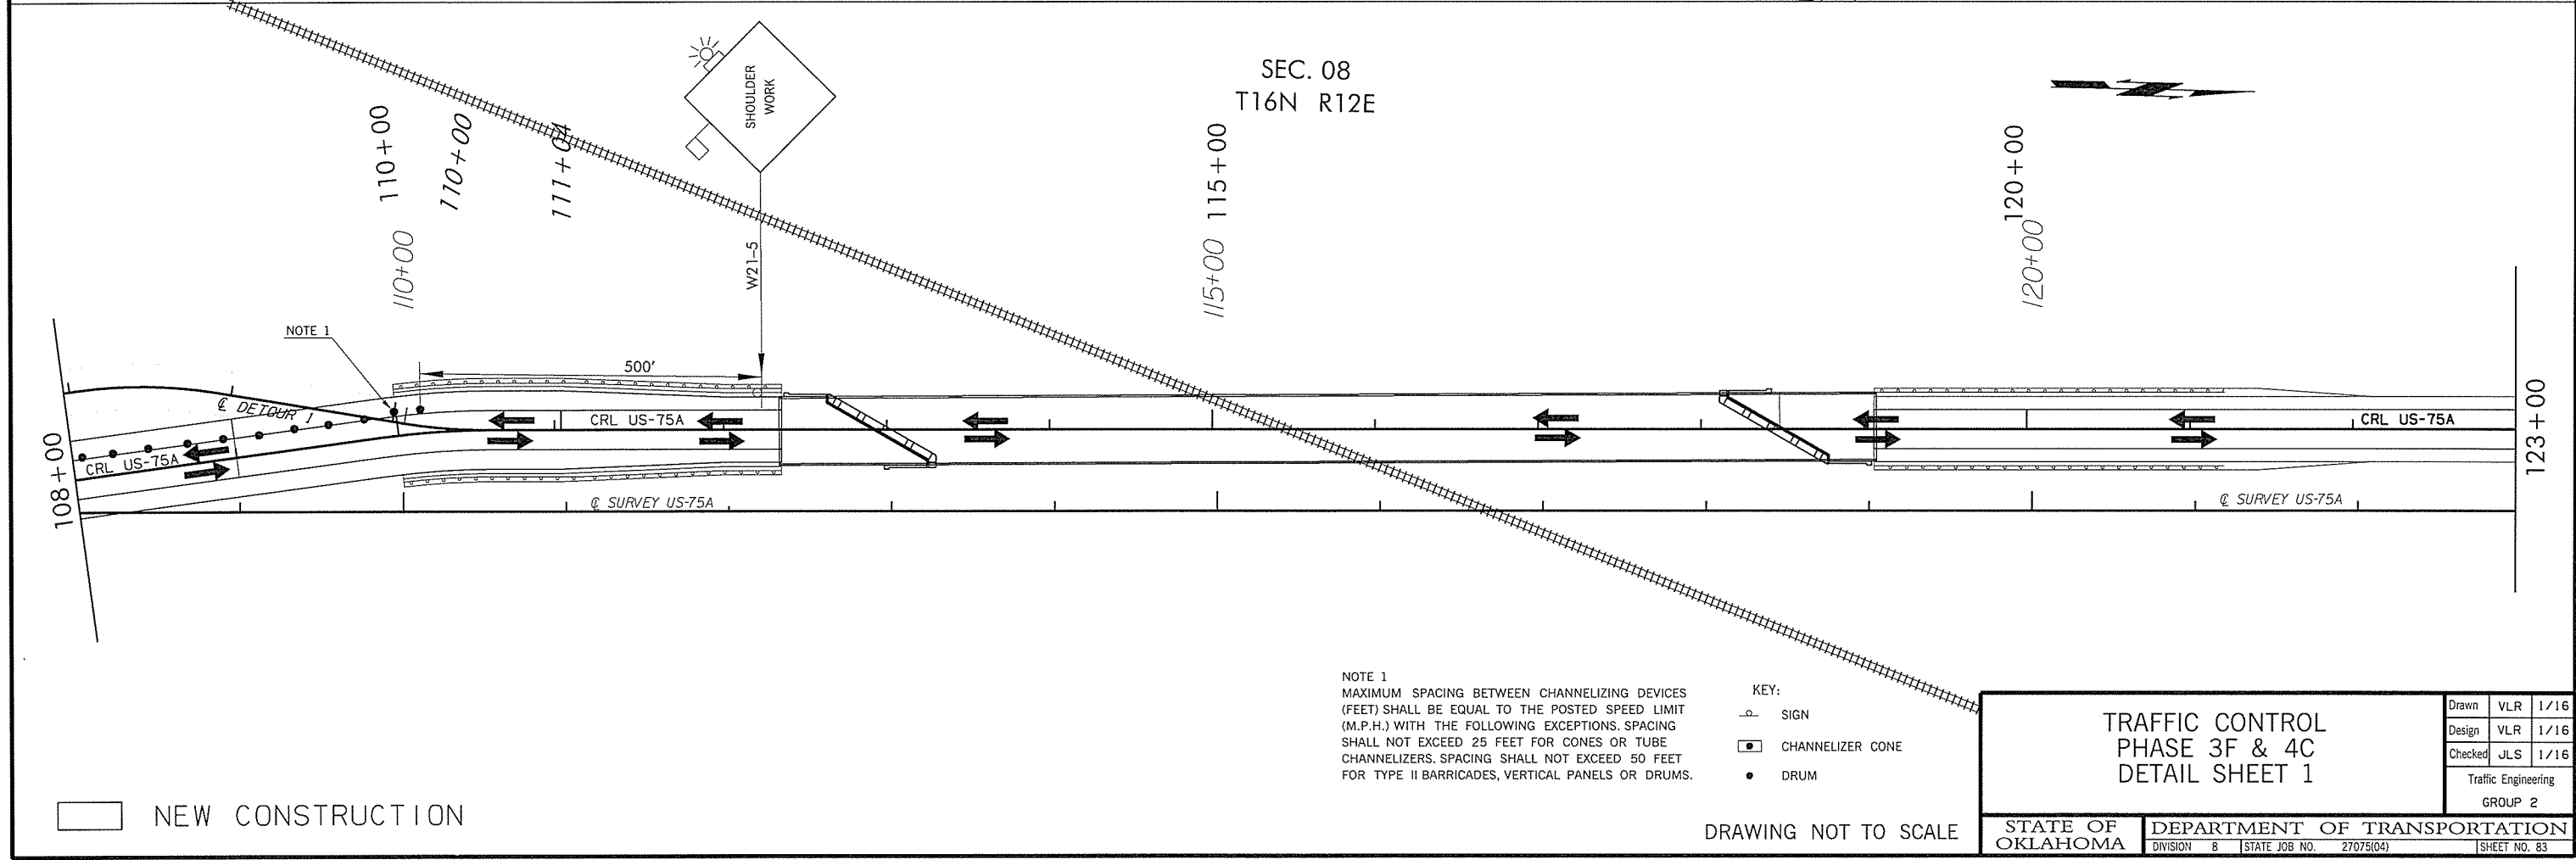 SEC. 08
T16N R12E
SHOULDER
WORK
W21-5
110+00
110+00
111+04
110+00
115+00
115+00
120+00
120+00
NOTE 1
500'
℄ DETOUR 1
CRL US-75A
CRL US-75A
CRL US-75A
108+00
123+00
℄ SURVEY US-75A
℄ SURVEY US-75A
NOTE 1
MAXIMUM SPACING BETWEEN CHANNELIZING DEVICES
(FEET) SHALL BE EQUAL TO THE POSTED SPEED LIMIT
(M.P.H.) WITH THE FOLLOWING EXCEPTIONS. SPACING
SHALL NOT EXCEED 25 FEET FOR CONES OR TUBE
CHANNELIZERS. SPACING SHALL NOT EXCEED 50 FEET
FOR TYPE II BARRICADES, VERTICAL PANELS OR DRUMS.
KEY:
SIGN
CHANNELIZER CONE
DRUM
NEW CONSTRUCTION
DRAWING NOT TO SCALE
TRAFFIC CONTROL
PHASE 3F & 4C
DETAIL SHEET 1
Drawn VLR 1/16
Design VLR 1/16
Checked JLS 1/16
Traffic Engineering
GROUP 2
STATE OF
OKLAHOMA
DEPARTMENT OF TRANSPORTATION
DIVISION 8 STATE JOB NO. 27075(04) SHEET NO. 83